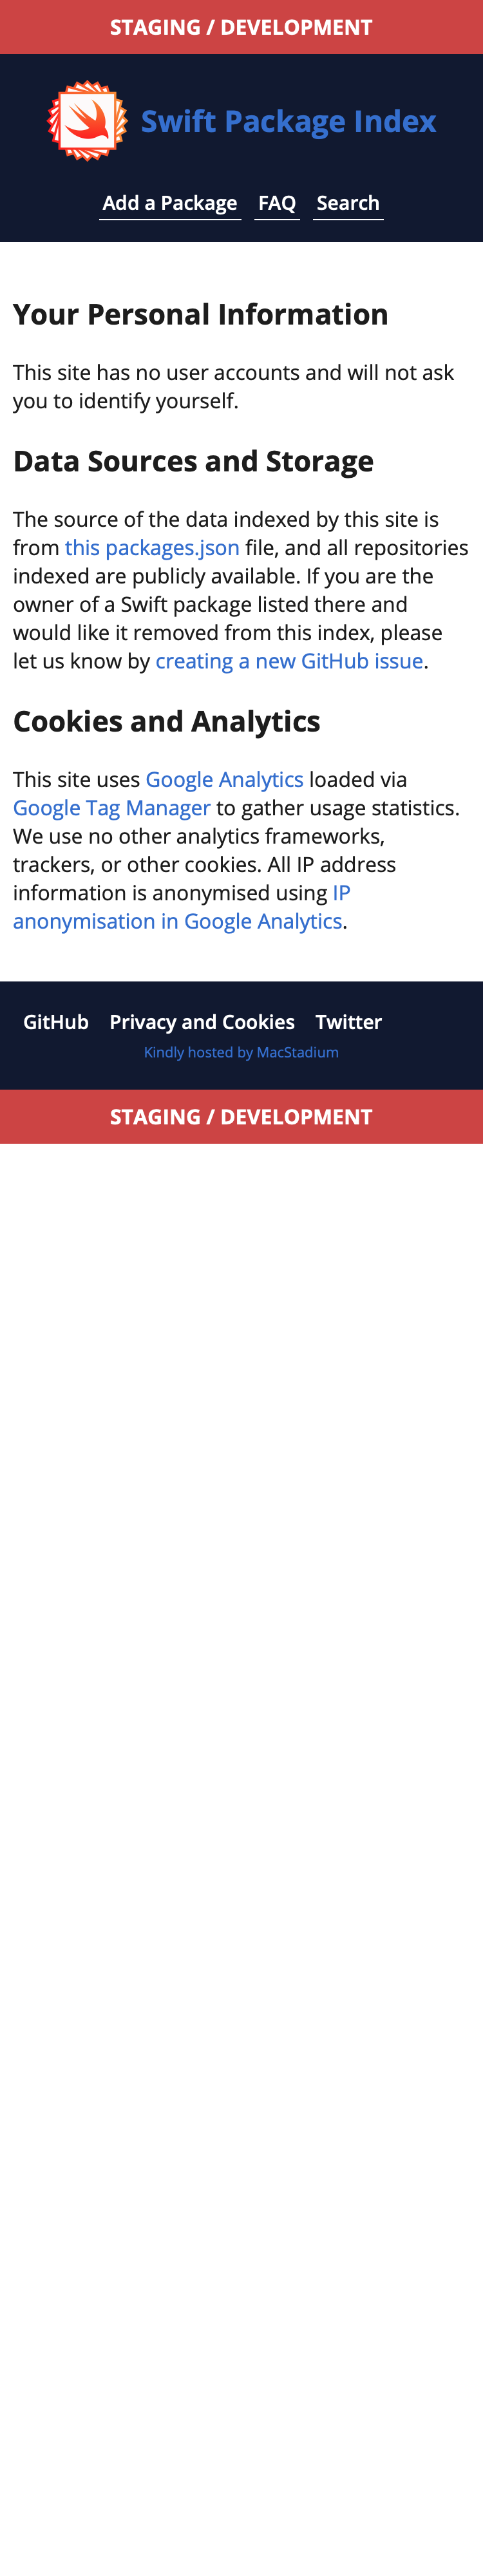 STAGING / DEVELOPMENT
Swift Package Index
Add a Package FAQ Search
Your Personal Information
This site has no user accounts and will not ask
you to identify yourself.
Data Sources and Storage
The source of the data indexed by this site is
from this packages.json file, and all repositories
indexed are publicly available. If you are the
owner of a Swift package listed there and
would like it removed from this index, please
let us know by creating a new GitHub issue.
Cookies and Analytics
This site uses Google Analytics loaded via
Google Tag Manager to gather usage statistics.
We use no other analytics frameworks,
trackers, or other cookies. All IP address
information is anonymised using IP
anonymisation in Google Analytics.
GitHub Privacy and Cookies Twitter
Kindly hosted by MacStadium
STAGING / DEVELOPMENT